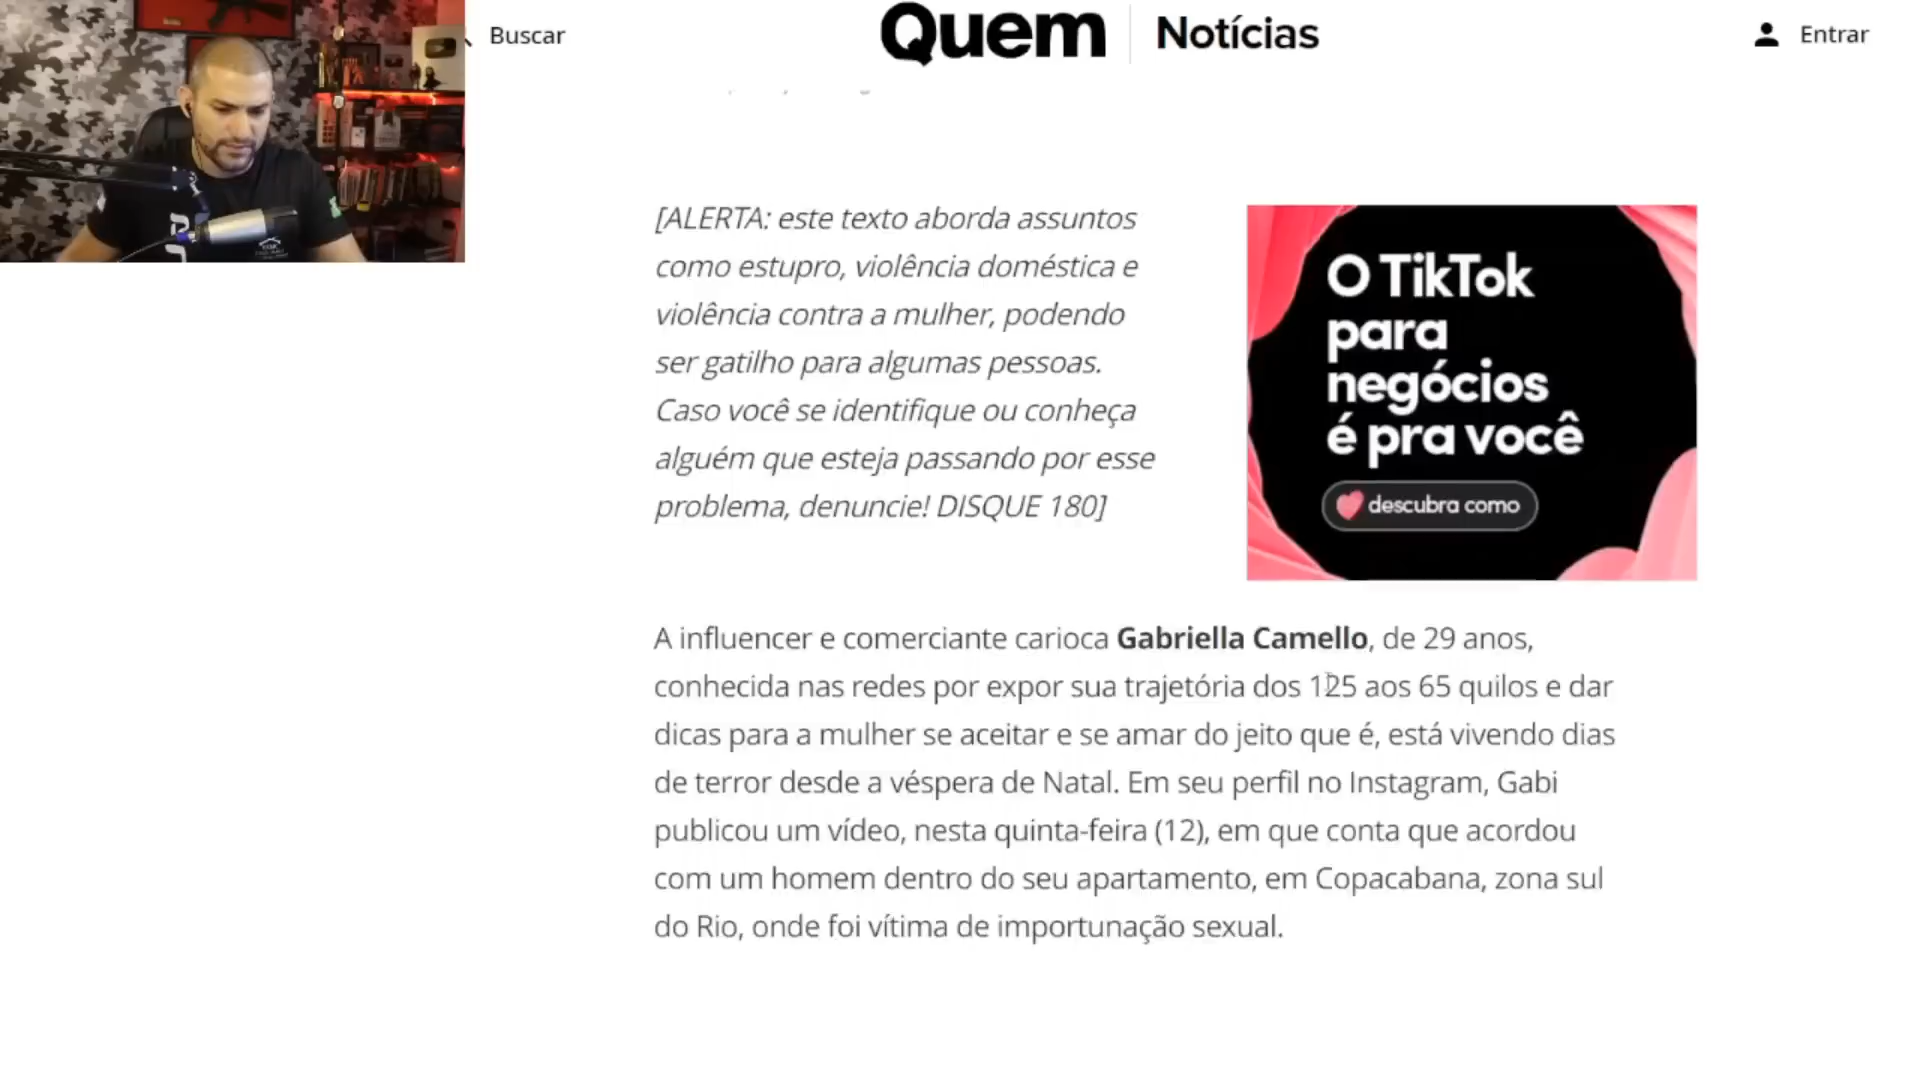 Buscar
Quem
Notícias
Entrar
[ALERTA: este texto aborda assuntos
como estupro, violência doméstica e
violência contra a mulher, podendo
ser gatilho para algumas pessoas.
Caso você se identifique ou conheça
alguém que esteja passando por esse
problema, denuncie! DISQUE 180]
O TikTok
para
negócios
é pra você
descubra como
A influencer e comerciante carioca Gabriella Camello, de 29 anos,
conhecida nas redes por expor sua trajetória dos 125 aos 65 quilos e dar
dicas para a mulher se aceitar e se amar do jeito que é, está vivendo dias
de terror desde a véspera de Natal. Em seu perfil no Instagram, Gabi
publicou um vídeo, nesta quinta-feira (12), em que conta que acordou
com um homem dentro do seu apartamento, em Copacabana, zona sul
do Rio, onde foi vítima de importunação sexual.